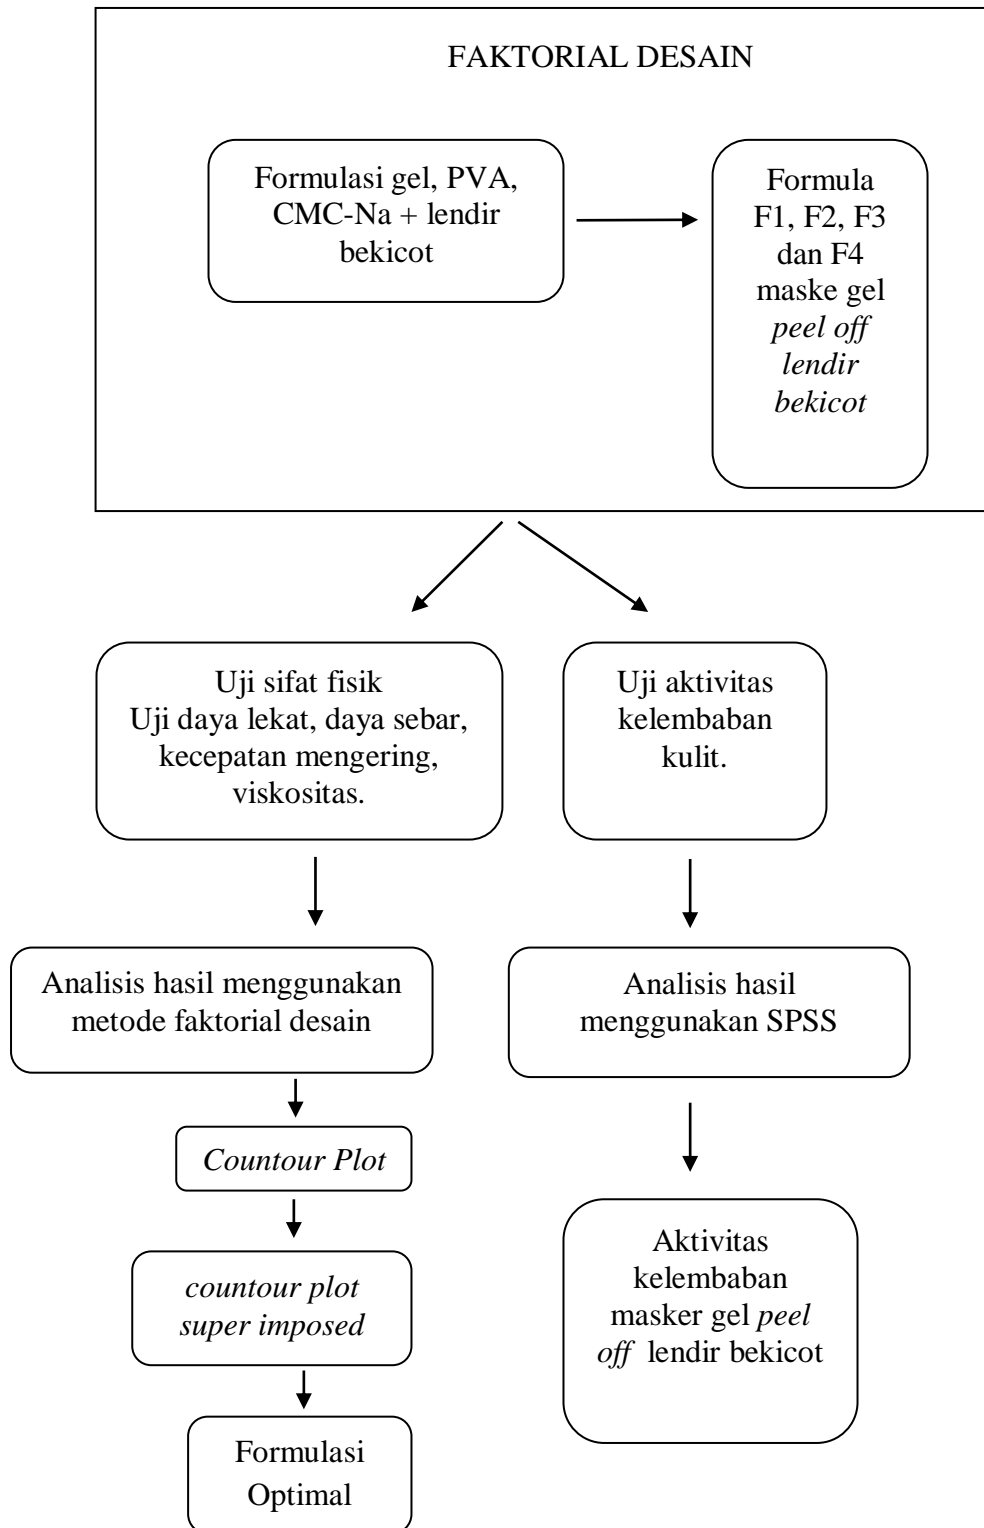 FAKTORIAL DESAIN
Formulasi gel, PVA,
CMC-Na + lendir
bekicot
Formula
F1, F2, F3
dan F4
maske gel
peel off
lendir
bekicot
Uji sifat fisik
Uji daya lekat, daya sebar,
kecepatan mengering,
viskositas.
Uji aktivitas
kelembaban
kulit.
Analisis hasil menggunakan
metode faktorial desain
Analisis hasil
menggunakan SPSS
Countour Plot
countour plot
super imposed
Formulasi
Optimal
Aktivitas
kelembaban
masker gel peel
off lendir bekicot